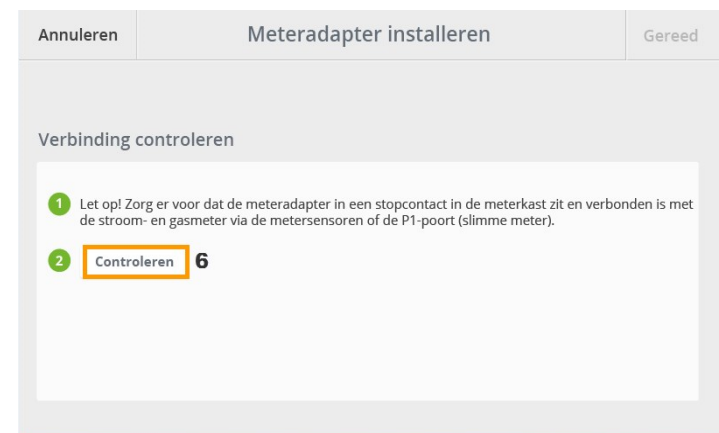 Annuleren Meteradapter installeren Gereed
Verbinding controleren
1 Let op! Zorg er voor dat de meteradapter in een stopcontact in de meterkast zit en verbonden is met
de stroom- en gasmeter via de metersensoren of de P1-poort (slimme meter).
2 Controleren 6